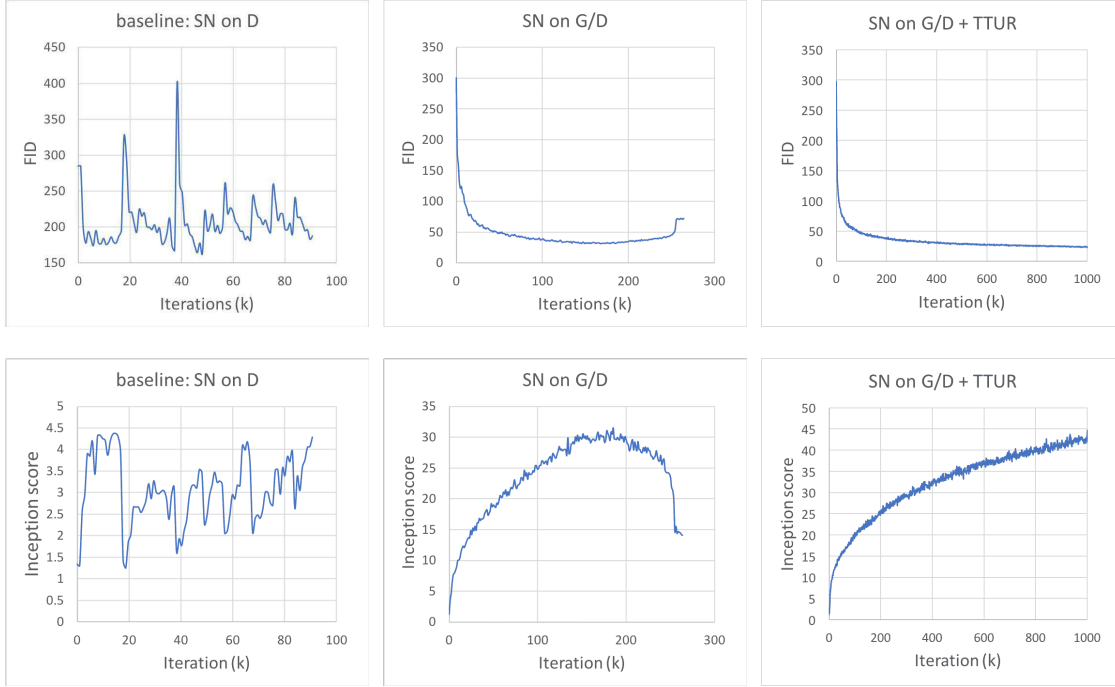 baseline: SN on D
450
400
350
300
250
200
150
FID
0 20 40 60 80 100
Iterations (k)
SN on G/D
350
300
250
200
150
100
50
0
FID
0 100 200 300
Iterations (k)
SN on G/D + TTUR
350
300
250
200
150
100
50
0
FID
0 200 400 600 800 1000
Iteration (k)
baseline: SN on D
5
4.5
4
3.5
3
2.5
2
1.5
1
0.5
0
Inception score
0 20 40 60 80 100
Iteration (k)
SN on G/D
35
30
25
20
15
10
5
0
Inception score
0 100 200 300
Iteration (k)
SN on G/D + TTUR
50
45
40
35
30
25
20
15
10
5
0
Inception score
0 200 400 600 800 1000
Iteration (k)